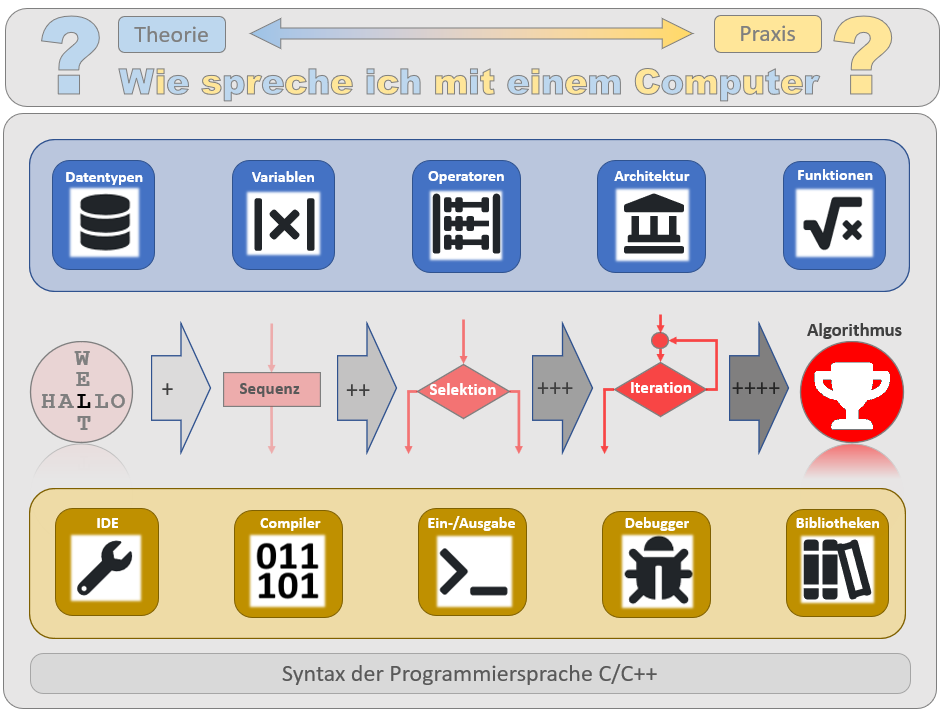 ? Theorie Praxis ?
Wie spreche ich mit einem Computer
Datentypen Variablen Operatoren Architektur Funktionen
Algorithmus
WELT
HALLO
+ Sequenz ++ Selektion +++ Iteration ++++
IDE Compiler Ein-/Ausgabe Debugger Bibliotheken
011
101
Syntax der Programmiersprache C/C++